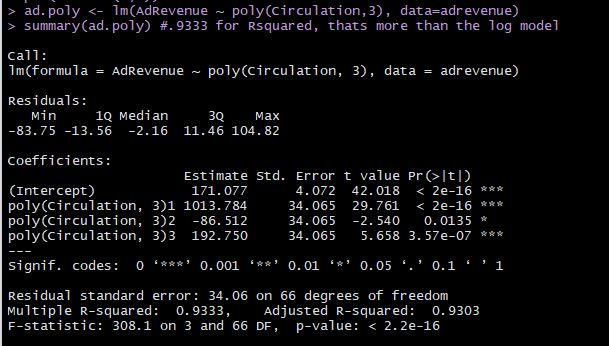 > ad.poly <- lm(AdRevenue ~ poly(Circulation,3), data=adrevenue)
> summary(ad.poly) #.9333 for Rsquared, thats more than the log model
Call:
lm(formula = AdRevenue ~ poly(Circulation, 3), data = adrevenue)
Residuals:
Min 1Q Median 3Q Max
-83.75 -13.56 -2.16 11.46 104.82
Coefficients:
Estimate Std. Error t value Pr(>|t|)
(Intercept) 171.077 4.072 42.018 < 2e-16 ***
poly(Circulation, 3)1 1013.784 34.065 29.761 < 2e-16 ***
poly(Circulation, 3)2 -86.512 34.065 -2.540 0.0135 *
poly(Circulation, 3)3 192.750 34.065 5.658 3.57e-07 ***
---
Signif. codes: 0 ‘***’ 0.001 ‘**’ 0.01 ‘*’ 0.05 ‘.’ 0.1 ‘ ’ 1
Residual standard error: 34.06 on 66 degrees of freedom
Multiple R-squared: 0.9333, Adjusted R-squared: 0.9303
F-statistic: 308.1 on 3 and 66 DF, p-value: < 2.2e-16